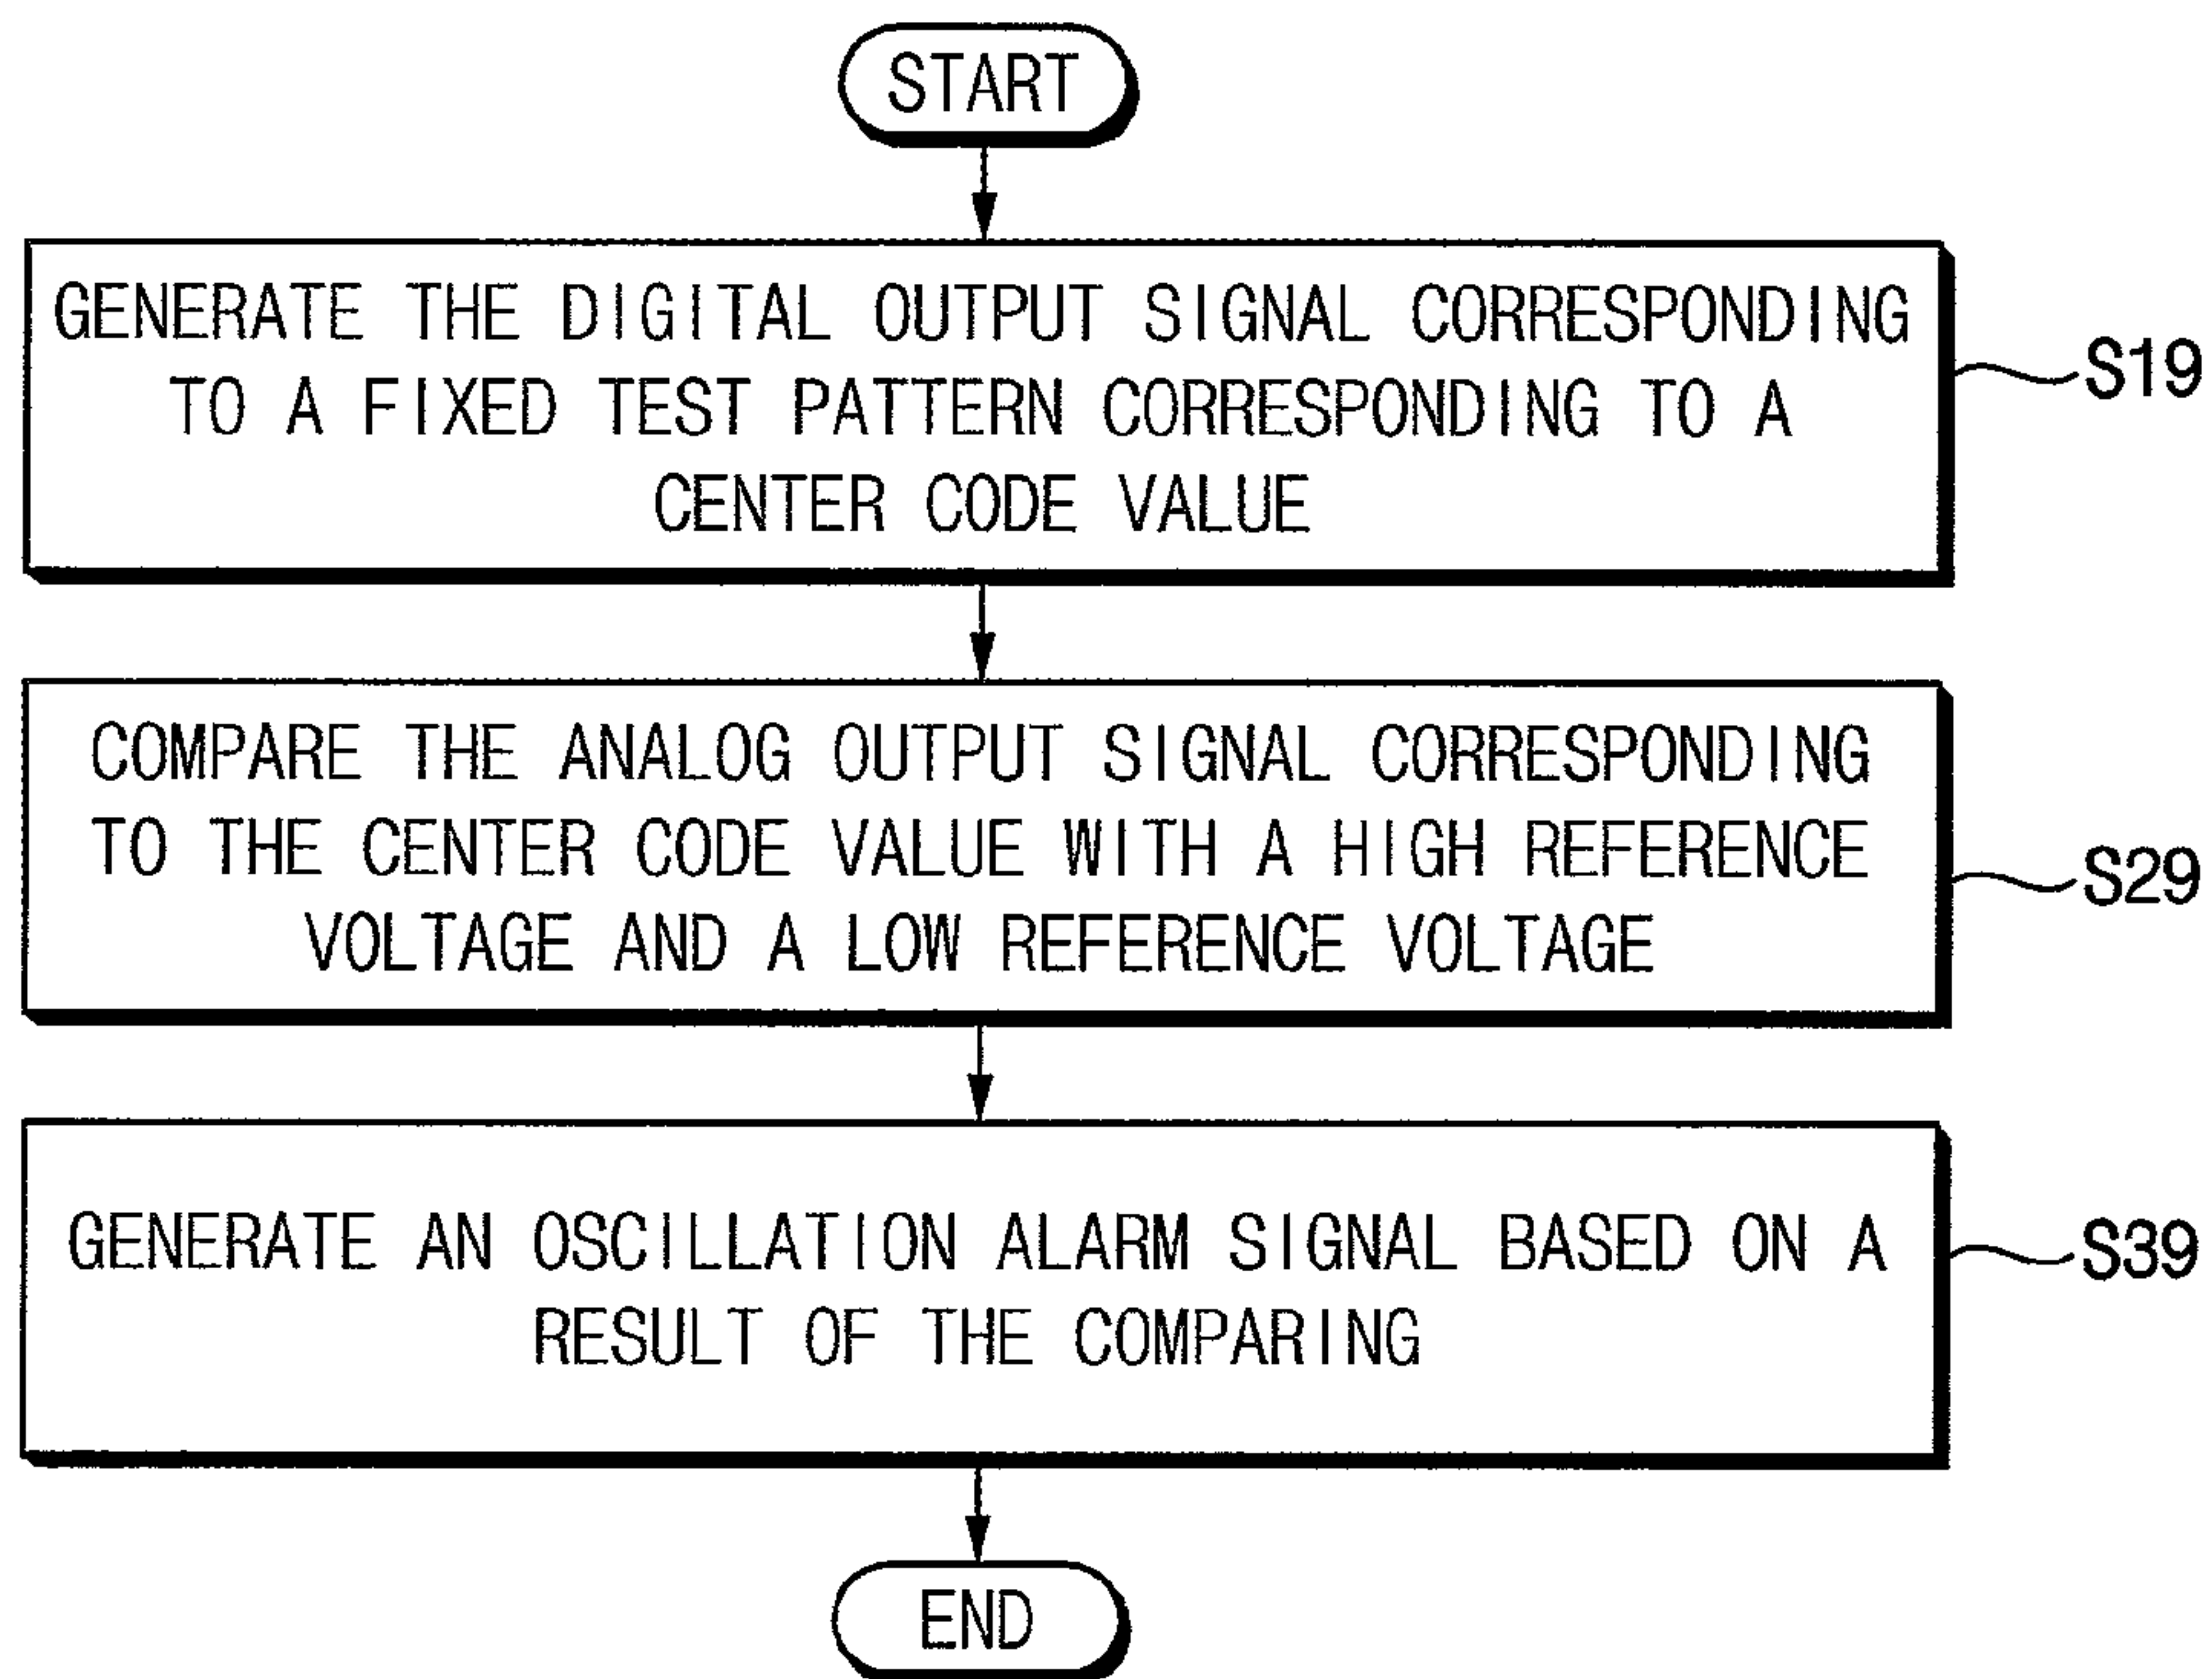 START
GENERATE THE DIGITAL OUTPUT SIGNAL CORRESPONDING
TO A FIXED TEST PATTERN CORRESPONDING TO A
CENTER CODE VALUE
S19
COMPARE THE ANALOG OUTPUT SIGNAL CORRESPONDING
TO THE CENTER CODE VALUE WITH A HIGH REFERENCE
VOLTAGE AND A LOW REFERENCE VOLTAGE
S29
GENERATE AN OSCILLATION ALARM SIGNAL BASED ON A
RESULT OF THE COMPARING
S39
END